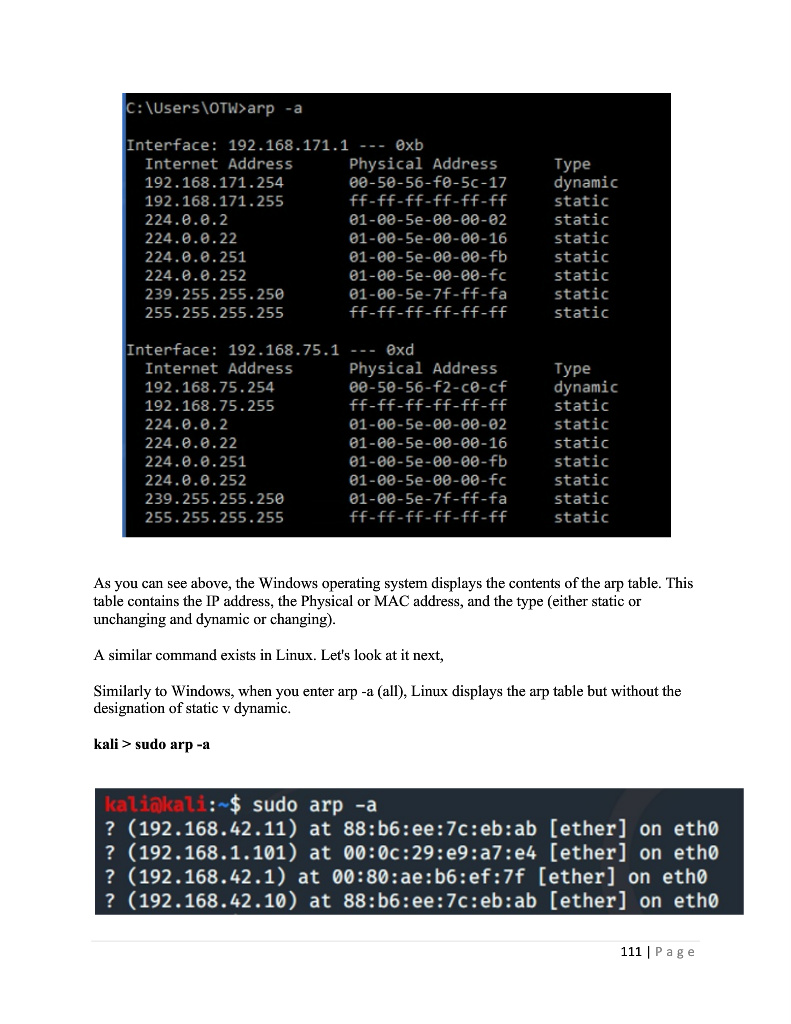 C:\Users\OTW>arp -a
Interface: 192.168.171.1 --- 0xb
Internet Address Physical Address Type
192.168.171.254 00-50-56-f0-5c-17 dynamic
192.168.171.255 ff-ff-ff-ff-ff-ff static
224.0.0.2 01-00-5e-00-00-02 static
224.0.0.22 01-00-5e-00-00-16 static
224.0.0.251 01-00-5e-00-00-fb static
224.0.0.252 01-00-5e-00-00-fc static
239.255.255.250 01-00-5e-7f-ff-fa static
255.255.255.255 ff-ff-ff-ff-ff-ff static
Interface: 192.168.75.1 --- 0xd
Internet Address Physical Address Type
192.168.75.254 00-50-56-f2-c0-cf dynamic
192.168.75.255 ff-ff-ff-ff-ff-ff static
224.0.0.2 01-00-5e-00-00-02 static
224.0.0.22 01-00-5e-00-00-16 static
224.0.0.251 01-00-5e-00-00-fb static
224.0.0.252 01-00-5e-00-00-fc static
239.255.255.250 01-00-5e-7f-ff-fa static
255.255.255.255 ff-ff-ff-ff-ff-ff static
As you can see above, the Windows operating system displays the contents of the arp table. This
table contains the IP address, the Physical or MAC address, and the type (either static or
unchanging and dynamic or changing).
A similar command exists in Linux. Let's look at it next,
Similarly to Windows, when you enter arp -a (all), Linux displays the arp table but without the
designation of static v dynamic.
kali > sudo arp -a
kali@kali:~$ sudo arp -a
? (192.168.42.11) at 88:b6:ee:7c:eb:ab [ether] on eth0
? (192.168.1.101) at 00:0c:29:e9:a7:e4 [ether] on eth0
? (192.168.42.1) at 00:80:ae:b6:ef:7f [ether] on eth0
? (192.168.42.10) at 88:b6:ee:7c:eb:ab [ether] on eth0
111 | Page